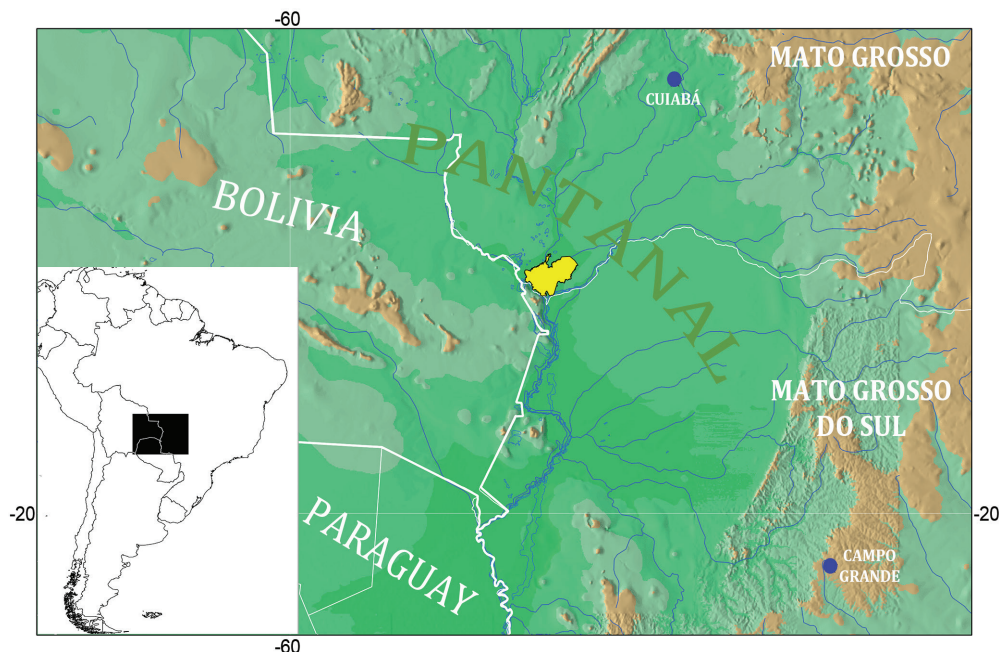 -60
MATO GROSSO
CUIABÁ
PANTANAL
BOLIVIA
MATO GROSSO
DO SUL
-20
-20
PARAGUAY
CAMPO
GRANDE
-60